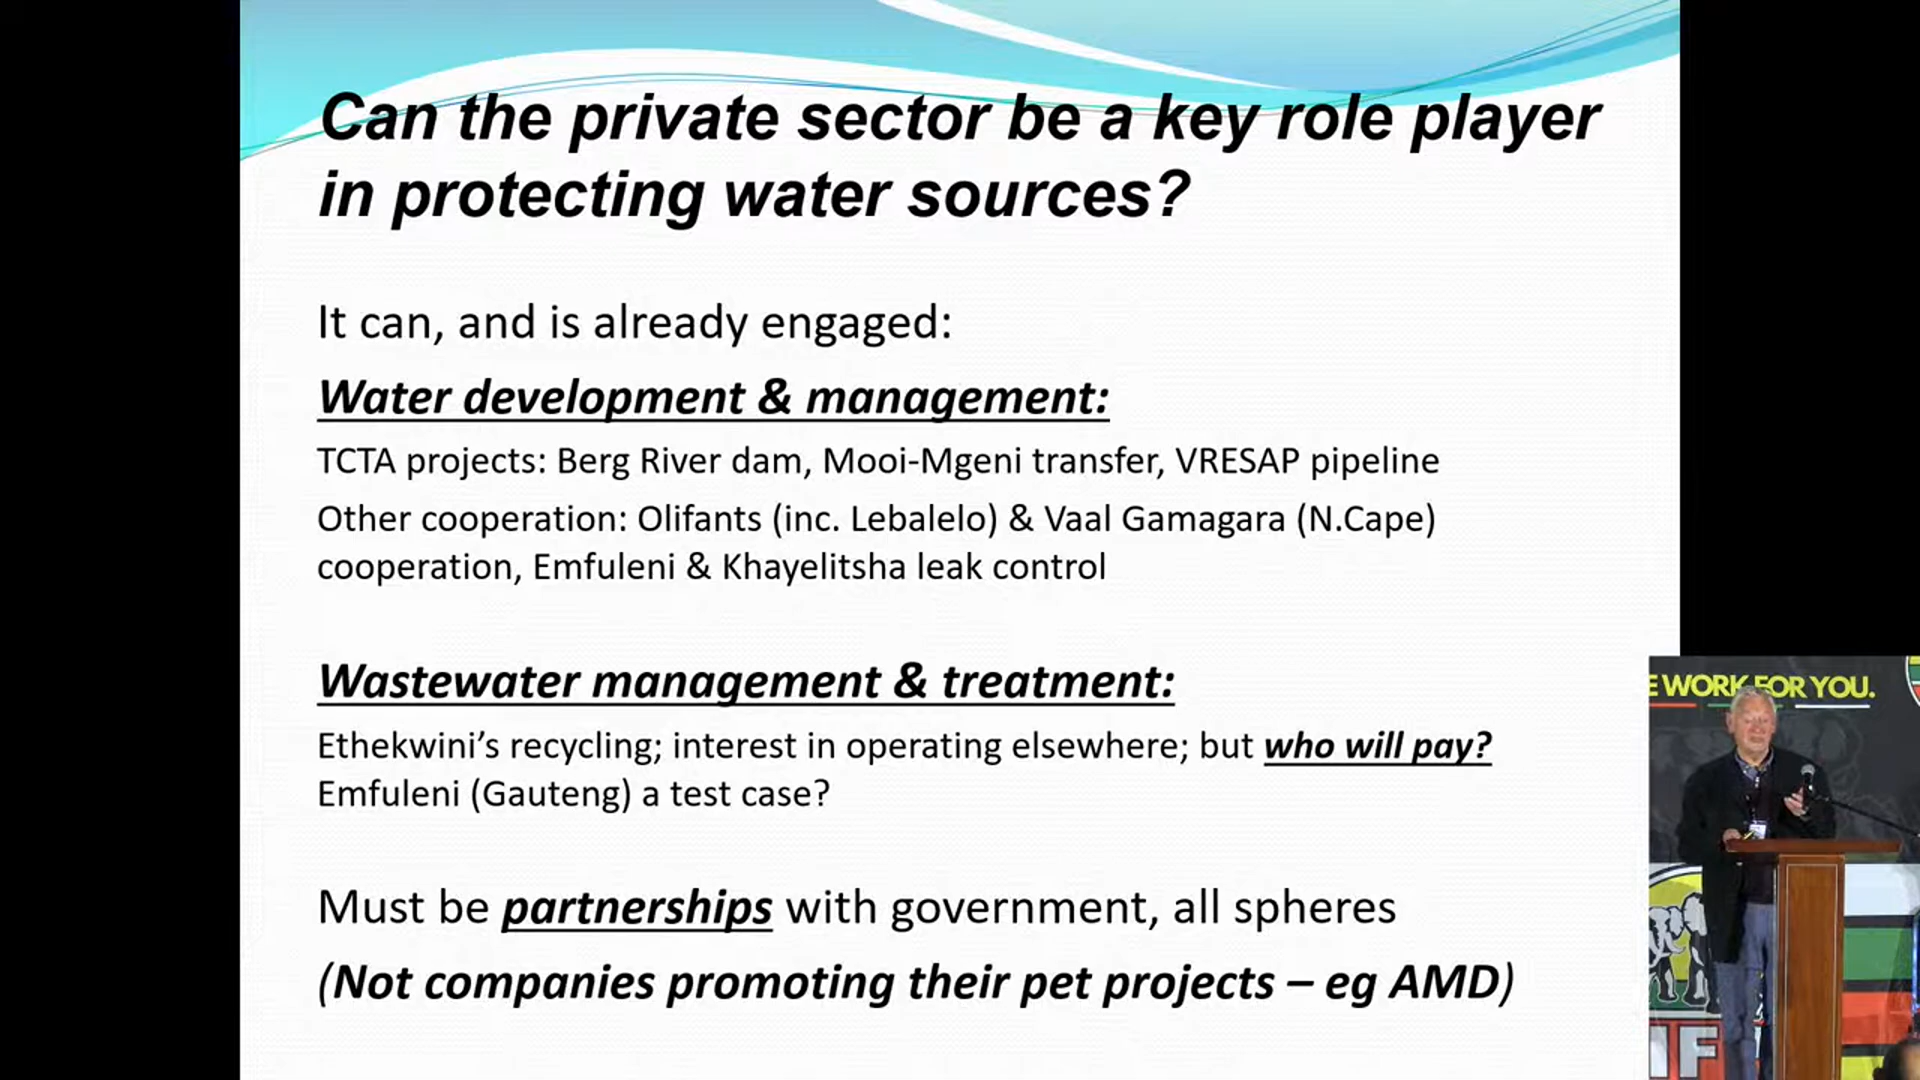 Can the private sector be a key role player
in protecting water sources?
It can, and is already engaged:
Water development & management:
TCTA projects: Berg River dam, Mooi-Mgeni transfer, VRESAP pipeline
Other cooperation: Olifants (inc. Lebalelo) & Vaal Gamagara (N.Cape)
cooperation, Emfuleni & Khayelitsha leak control
Wastewater management & treatment:
Ethekwini’s recycling; interest in operating elsewhere; but who will pay?
Emfuleni (Gauteng) a test case?
Must be partnerships with government, all spheres
(Not companies promoting their pet projects – eg AMD)
E WORK FOR YOU.
IF